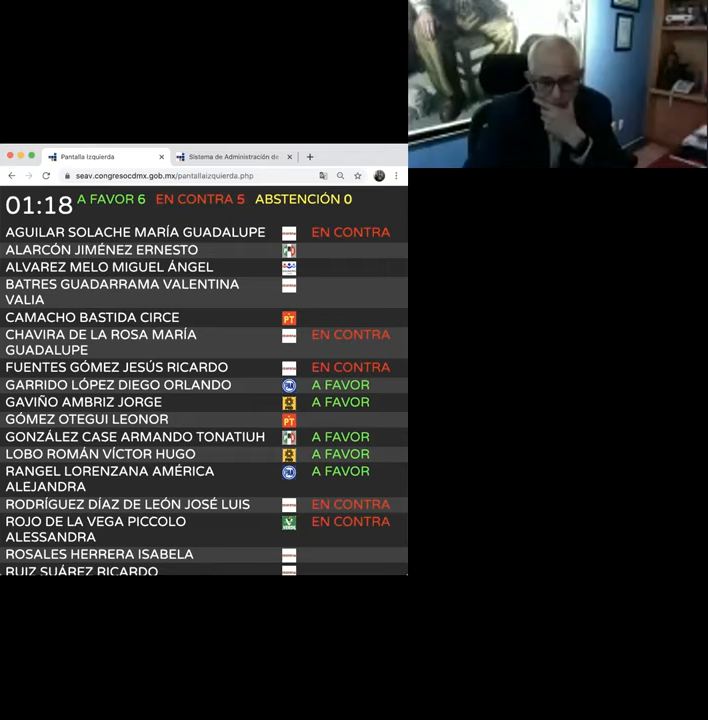 Pantalla Izquierda
Sistema de Administración de
seav.congresocdmx.gob.mx/pantallaizquierda.php
01:18 A FAVOR 6 EN CONTRA 5 ABSTENCIÓN 0
AGUILAR SOLACHE MARÍA GUADALUPE EN CONTRA
ALARCÓN JIMÉNEZ ERNESTO
ALVAREZ MELO MIGUEL ÁNGEL
BATRES GUADARRAMA VALENTINA
VALIA
CAMACHO BASTIDA CIRCE PT
CHAVIRA DE LA ROSA MARÍA EN CONTRA
GUADALUPE
FUENTES GÓMEZ JESÚS RICARDO EN CONTRA
GARRIDO LÓPEZ DIEGO ORLANDO PAN A FAVOR
GAVIÑO AMBRIZ JORGE A FAVOR
GÓMEZ OTEGUI LEONOR PT
GONZÁLEZ CASE ARMANDO TONATIUH A FAVOR
LOBO ROMÁN VÍCTOR HUGO A FAVOR
RANGEL LORENZANA AMÉRICA PAN A FAVOR
ALEJANDRA
RODRÍGUEZ DÍAZ DE LEÓN JOSÉ LUIS EN CONTRA
ROJO DE LA VEGA PICCOLO EN CONTRA
ALESSANDRA
ROSALES HERRERA ISABELA
RUIZ SUÁREZ RICARDO